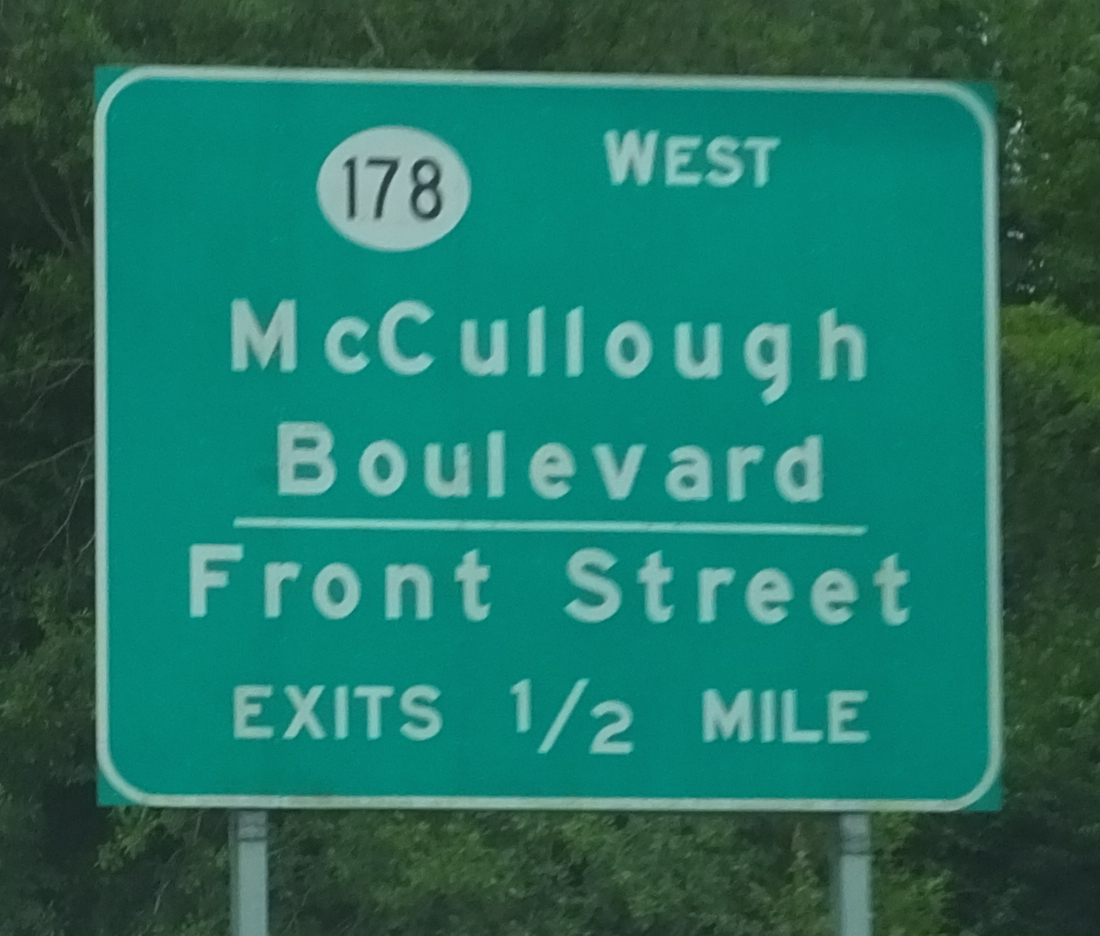 178 WEST
McCullough
Boulevard
Front Street
EXITS 1/2 MILE